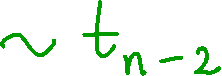 ~ t_{n-2}